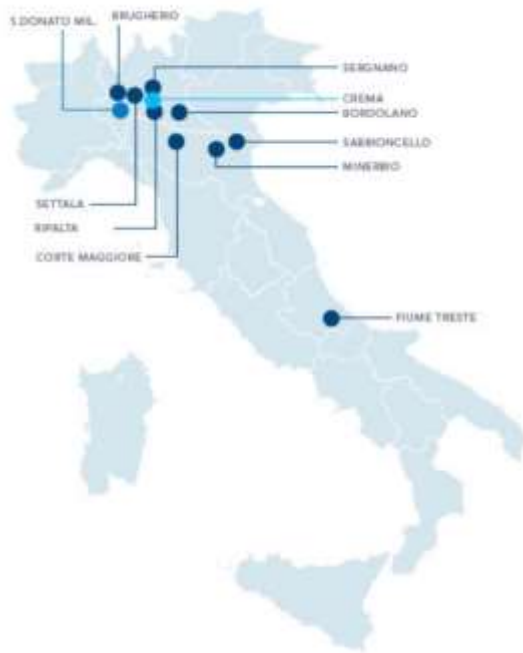 S.DONATO MIL.
BRUGHERIO
SERGNANO
CREMA
BORDOLANO
SABBIONCELLO
MINERBIO
SETTALA
RIPALTA
CORTE MAGGIORE
FIUME TRESTE